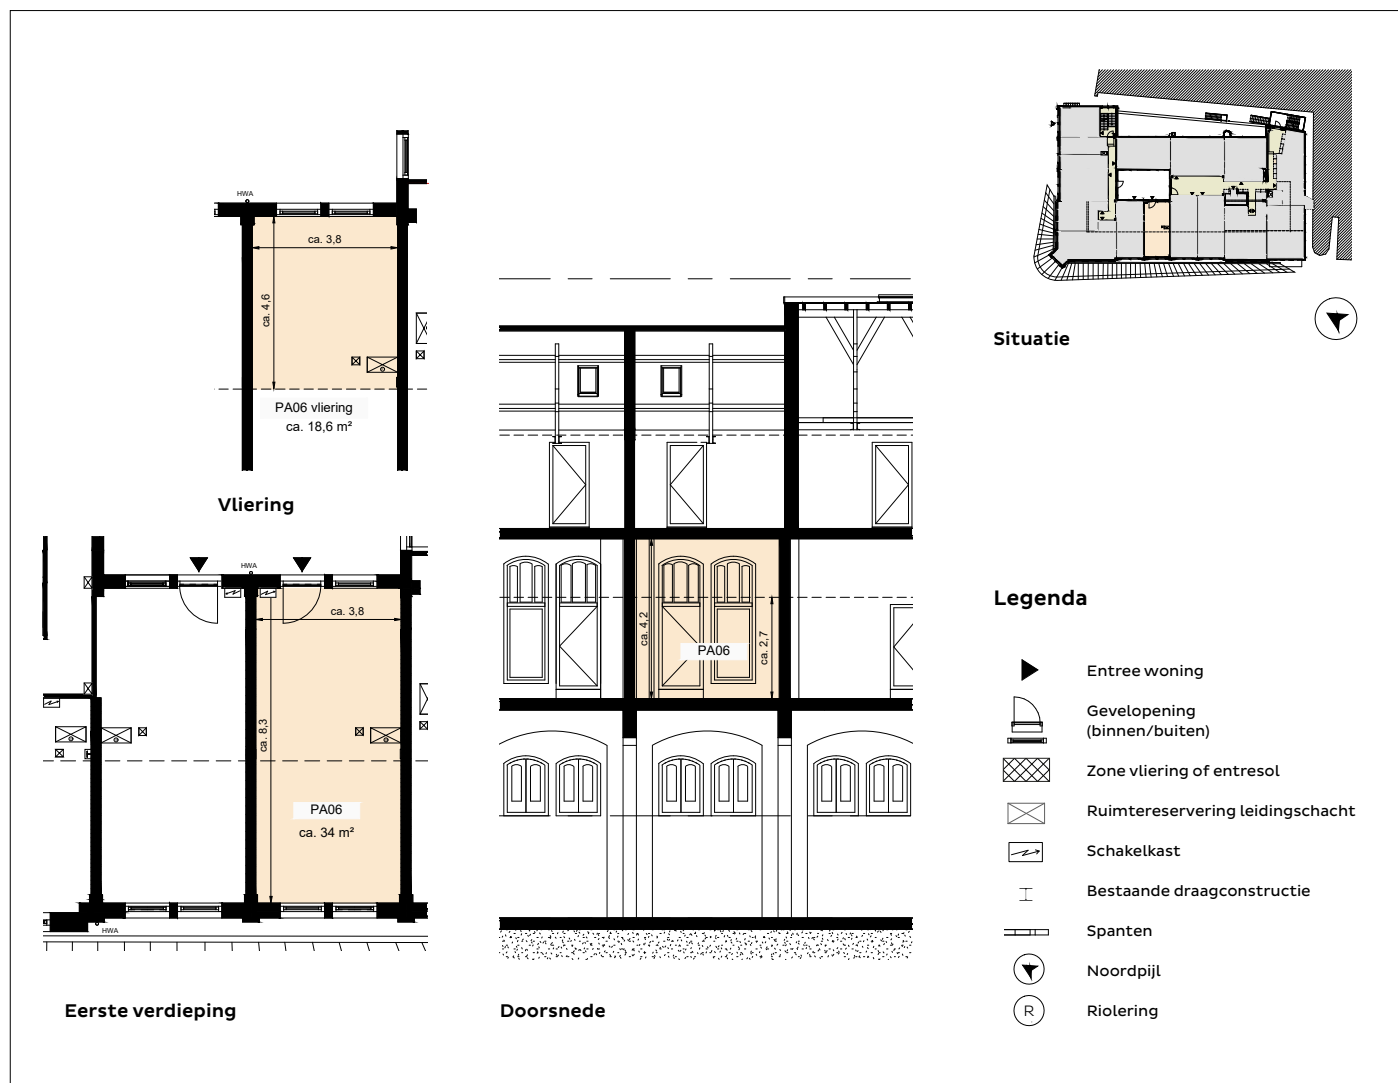 HWA
ca. 3,8
ca. 4,6
PA06 vliering
ca. 18,6 m²
Vliering
HWA
ca. 3,8
ca. 8,3
PA06
ca. 34 m²
HWA
Eerste verdieping
ca. 4,2
PA06
ca. 2,7
Doorsnede
Situatie
Legenda
Entree woning
Gevelopening
(binnen/buiten)
Zone vliering of entresol
Ruimtereservering leidingschacht
Schakelkast
Bestaande draagconstructie
Spanten
Noordpijl
R
Riolering